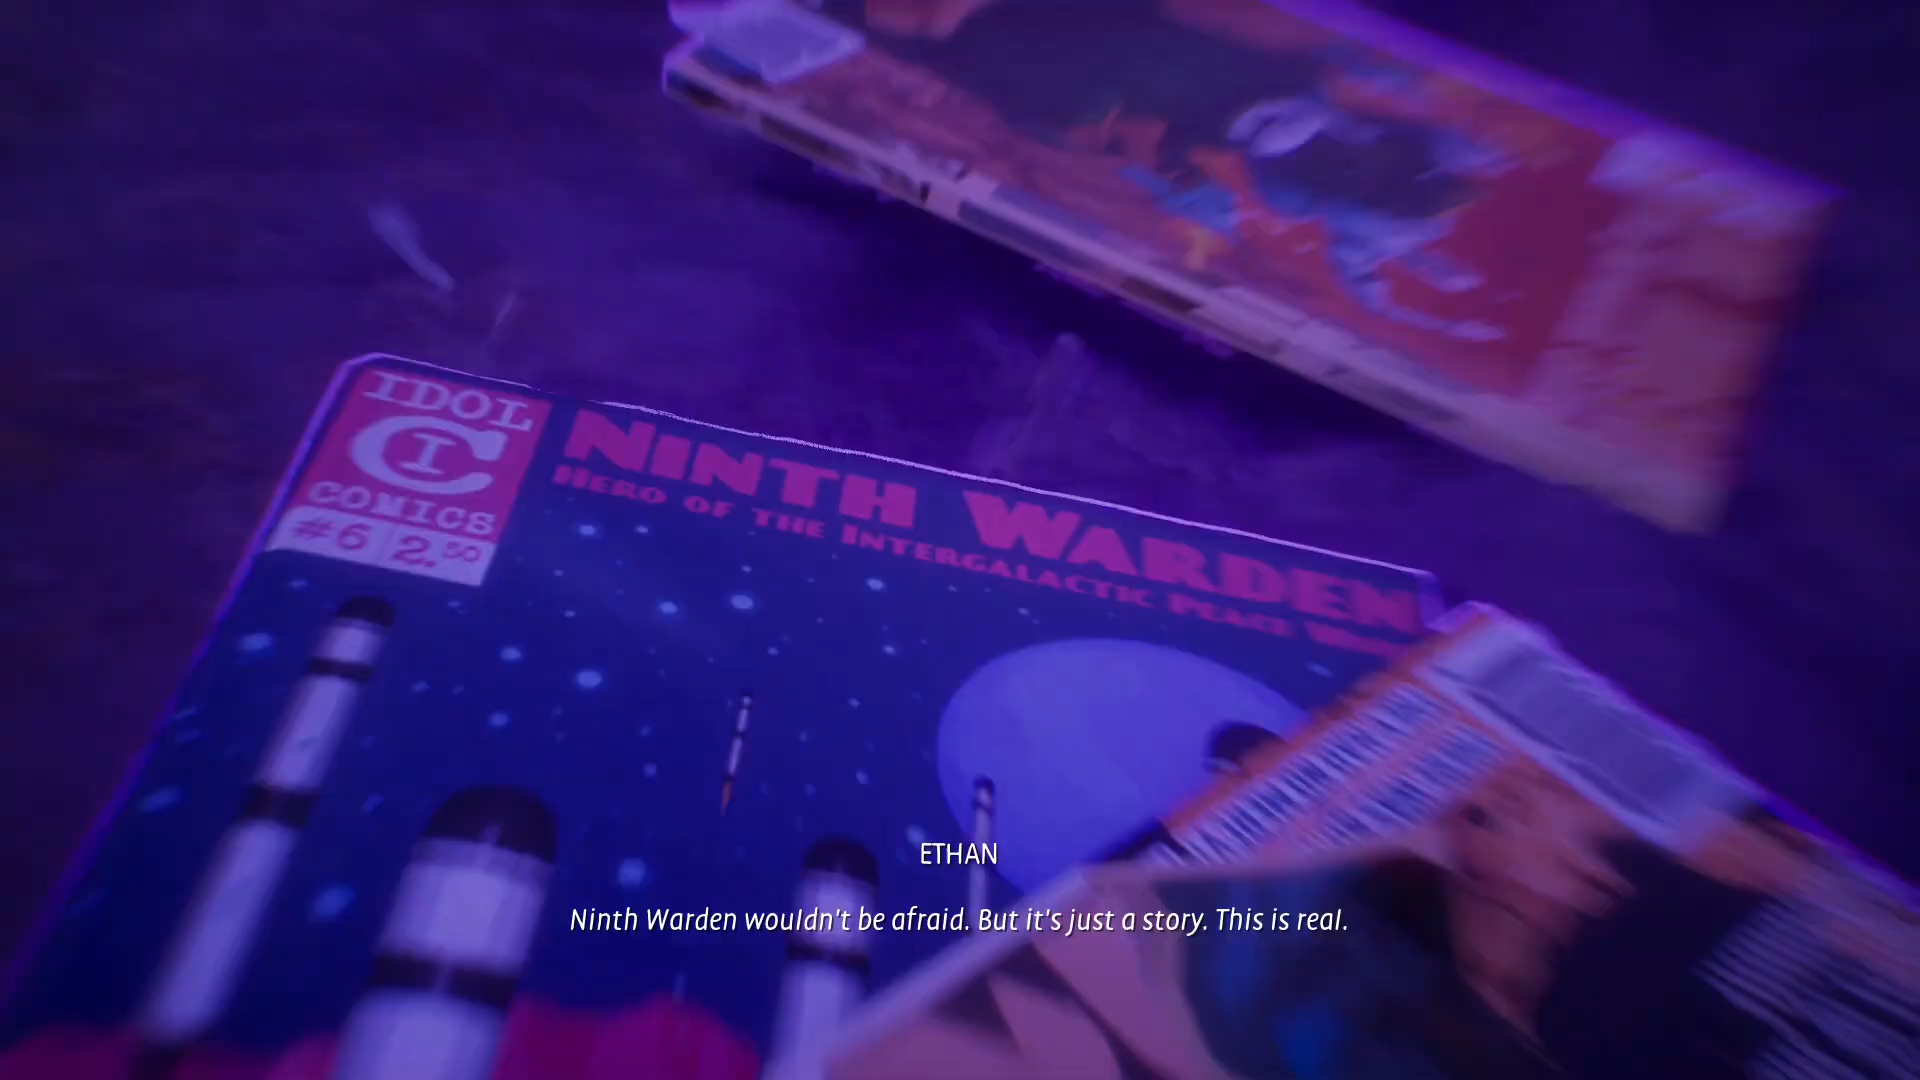 IDOL
C
I
COMICS
#6 2.50
NINTH WARDEN
HERO OF THE INTERGALACTIC PEACE
ETHAN
Ninth Warden wouldn't be afraid. But it's just a story. This is real.